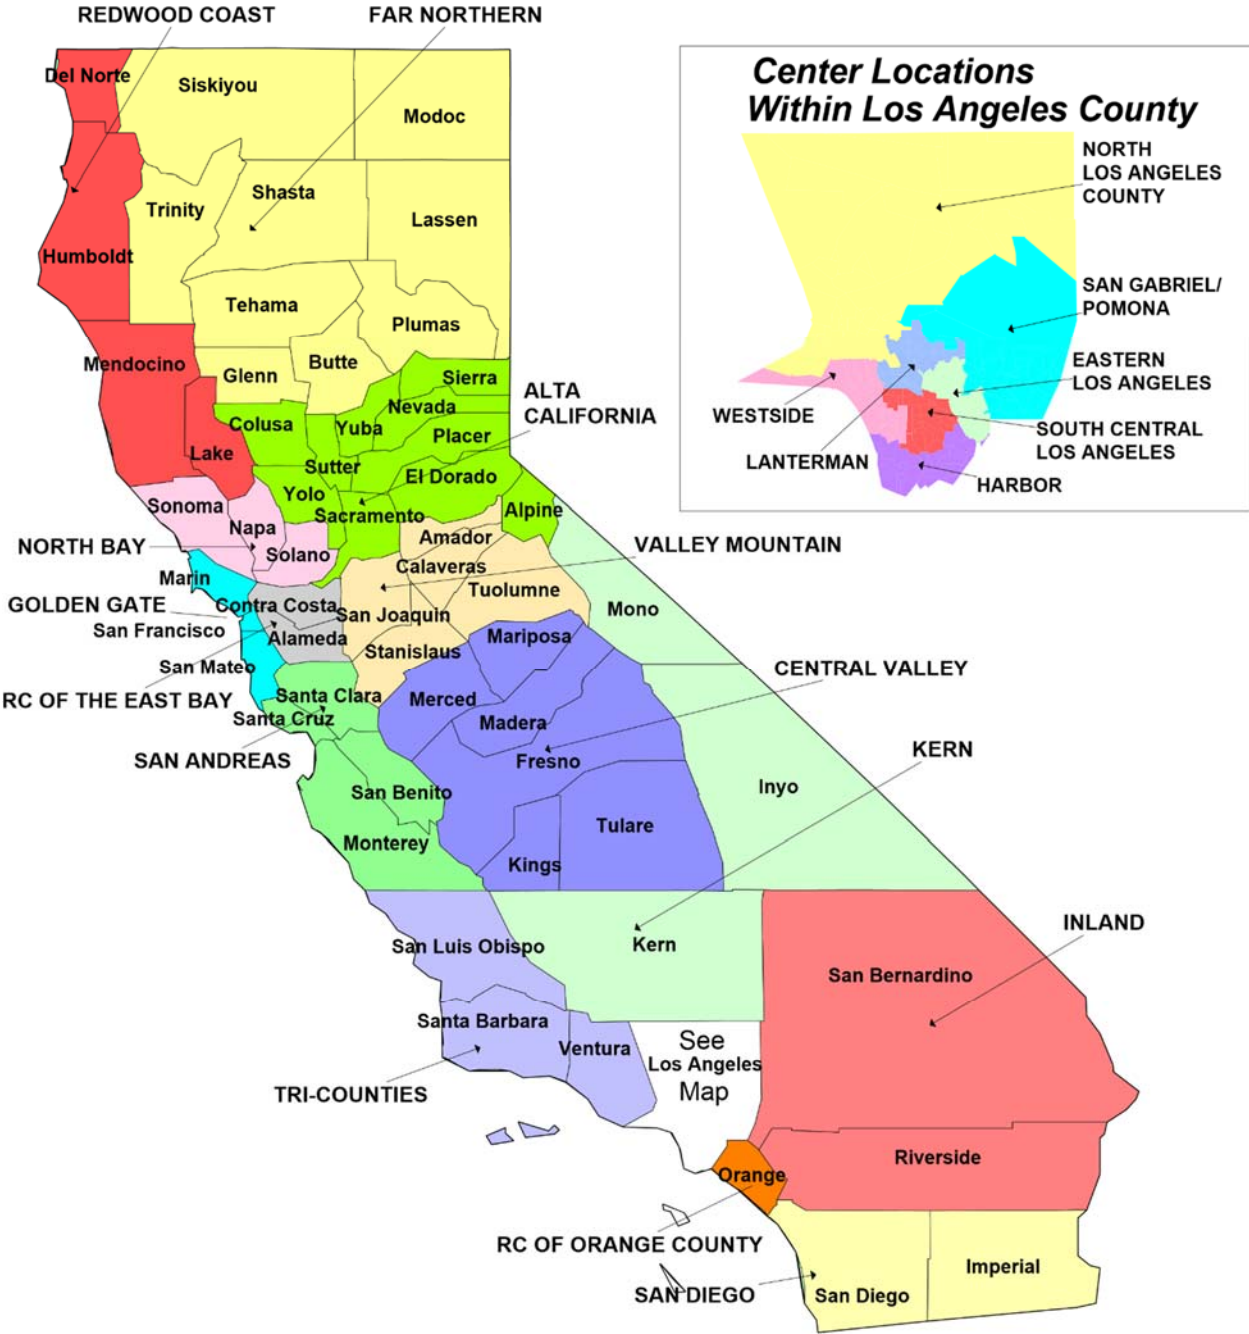 REDWOOD COAST
FAR NORTHERN
Del Norte
Siskiyou
Modoc
Trinity
Shasta
Lassen
Humboldt
Tehama
Plumas
Mendocino
Glenn
Butte
Sierra
Nevada
ALTA
CALIFORNIA
Colusa
Yuba
Placer
Lake
Sutter
El Dorado
Sonoma
Yolo
Sacramento
Alpine
Napa
Solano
Amador
NORTH BAY
VALLEY MOUNTAIN
Calaveras
Marin
Tuolumne
GOLDEN GATE
Contra Costa
San Joaquin
Mono
San Francisco
Alameda
Mariposa
Stanislaus
San Mateo
CENTRAL VALLEY
RC OF THE EAST BAY
Santa Clara
Merced
Santa Cruz
Madera
SAN ANDREAS
Fresno
KERN
San Benito
Inyo
Monterey
Tulare
Kings
INLAND
San Luis Obispo
Kern
San Bernardino
Santa Barbara
Ventura
See
Los Angeles
Map
TRI-COUNTIES
Riverside
Orange
RC OF ORANGE COUNTY
Imperial
SAN DIEGO
San Diego
Center Locations
Within Los Angeles County
NORTH
LOS ANGELES
COUNTY
SAN GABRIEL/
POMONA
EASTERN
LOS ANGELES
WESTSIDE
SOUTH CENTRAL
LOS ANGELES
LANTERMAN
HARBOR